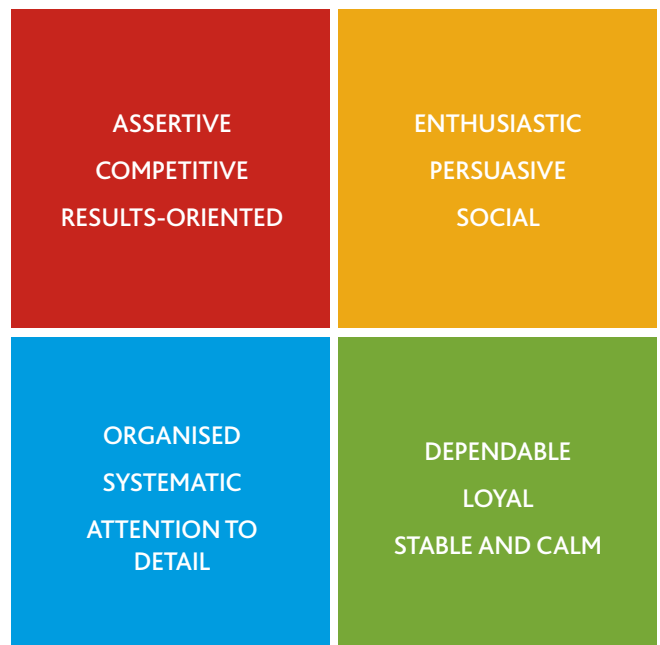 ASSERTIVE
COMPETITIVE
RESULTS-ORIENTED
ENTHUSIASTIC
PERSUASIVE
SOCIAL
ORGANISED
SYSTEMATIC
ATTENTION TO
DETAIL
DEPENDABLE
LOYAL
STABLE AND CALM